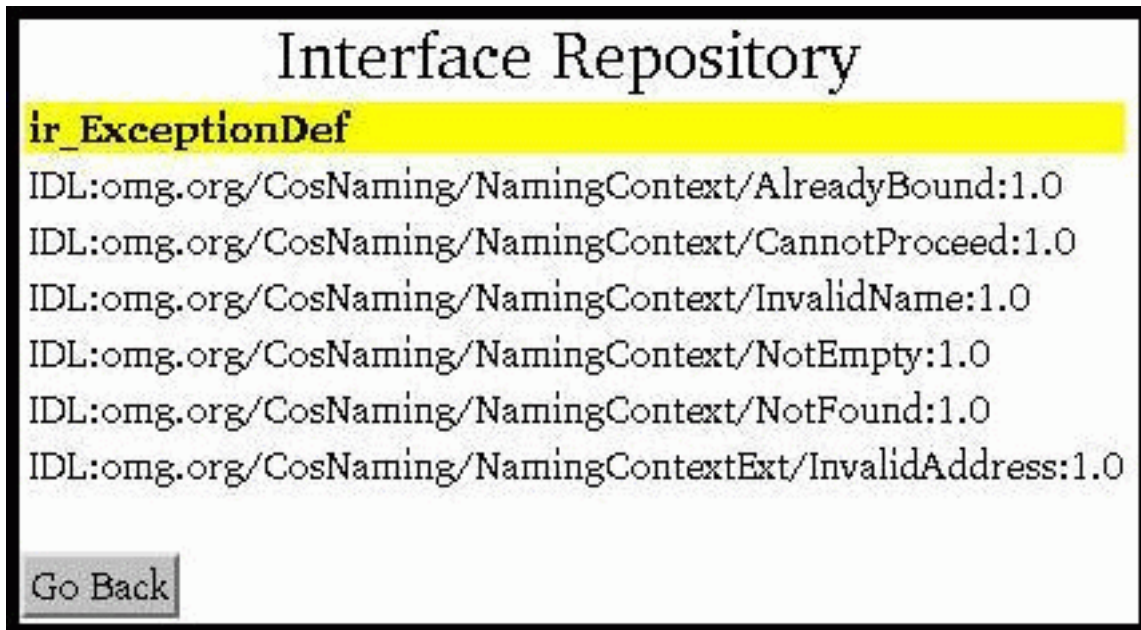 Interface Repository
ir_ExceptionDef
IDL:omg.org/CosNaming/NamingContext/AlreadyBound:1.0
IDL:omg.org/CosNaming/NamingContext/CannotProceed:1.0
IDL:omg.org/CosNaming/NamingContext/InvalidName:1.0
IDL:omg.org/CosNaming/NamingContext/NotEmpty:1.0
IDL:omg.org/CosNaming/NamingContext/NotFound:1.0
IDL:omg.org/CosNaming/NamingContextExt/InvalidAddress:1.0
Go Back